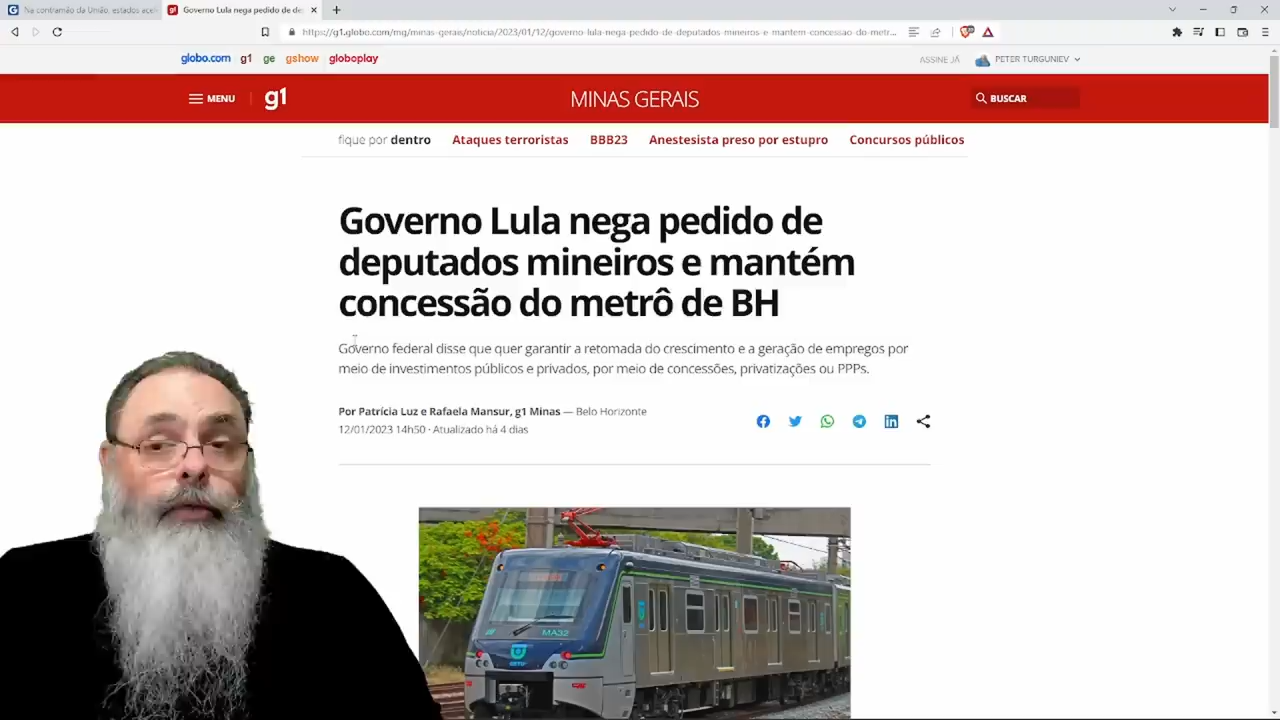 Na contramão da União, estados acel
Governo Lula nega pedido de de
https://g1.globo.com/mg/minas-gerais/noticia/2023/01/12/governo-lula-nega-pedido-de-deputados-mineiros-e-mantem-concessao-do-metr...
globo.com g1 ge gshow globoplay
ASSINE JÁ PETER TURGUNIEV
MENU g1 MINAS GERAIS BUSCAR
fique por dentro Ataques terroristas BBB23 Anestesista preso por estupro Concursos públicos
Governo Lula nega pedido de
deputados mineiros e mantém
concessão do metrô de BH
Governo federal disse que quer garantir a retomada do crescimento e a geração de empregos por
meio de investimentos públicos e privados, por meio de concessões, privatizações ou PPPs.
Por Patrícia Luz e Rafaela Mansur, g1 Minas — Belo Horizonte
12/01/2023 14h50 · Atualizado há 4 dias
MA32